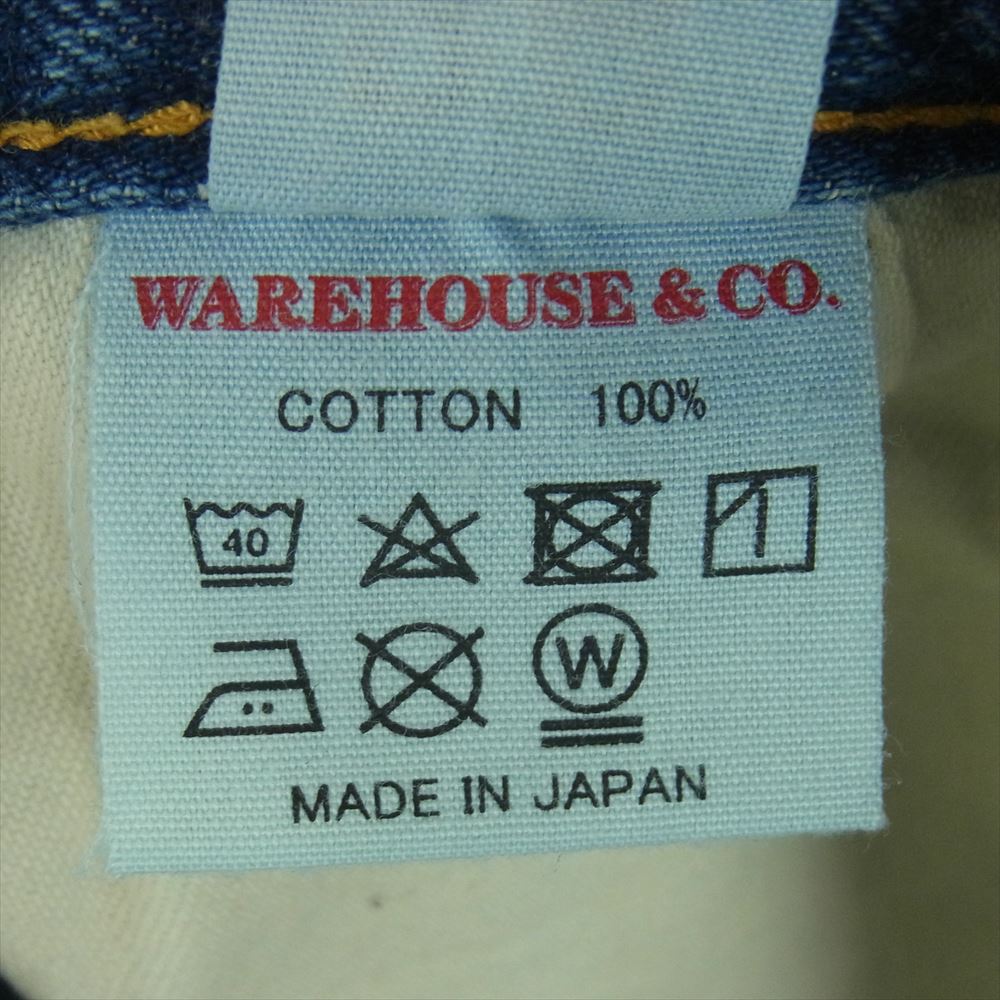 WAREHOUSE & CO.
COTTON 100%
40
W
MADE IN JAPAN